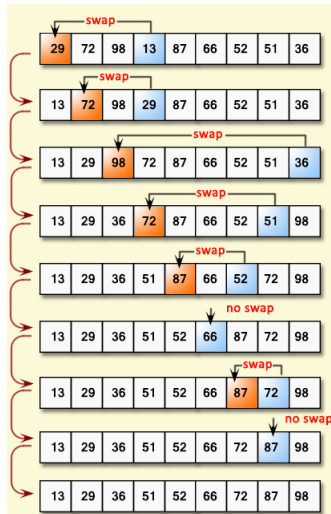 swap
29 72 98 13 87 66 52 51 36
swap
13 72 98 29 87 66 52 51 36
swap
13 29 98 72 87 66 52 51 36
swap
13 29 36 72 87 66 52 51 98
swap
13 29 36 51 87 66 52 72 98
no swap
13 29 36 51 52 66 87 72 98
swap
13 29 36 51 52 66 87 72 98
no swap
13 29 36 51 52 66 72 87 98
13 29 36 51 52 66 72 87 98